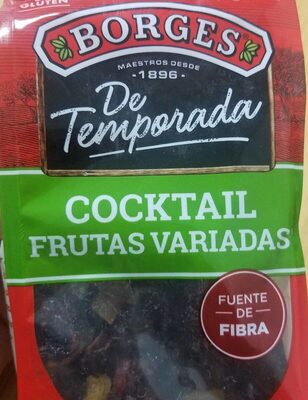 GLUTEN
BORGES
MAESTROS DESDE
- 1896 -
De
Temporada
COCKTAIL
FRUTAS VARIADAS
FUENTE
DE
FIBRA